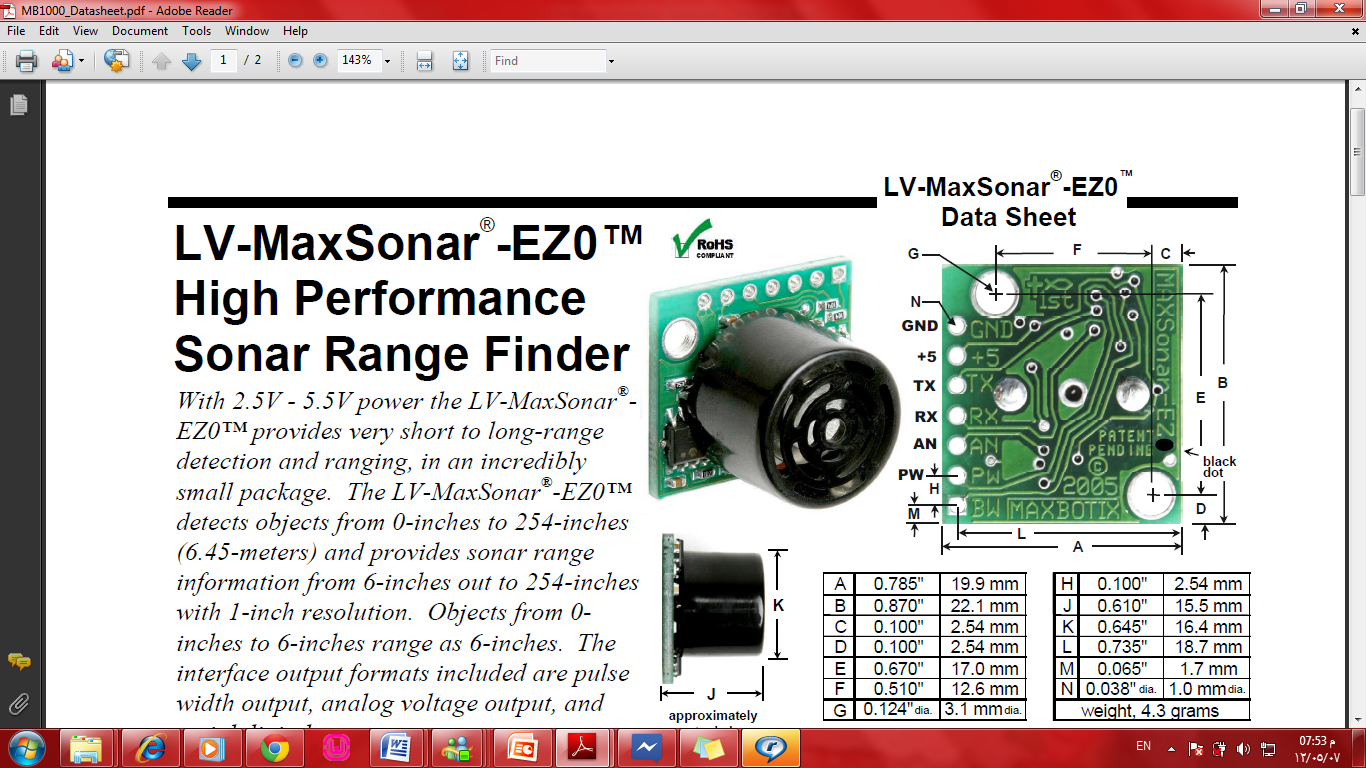 MB1000_Datasheet.pdf - Adobe Reader
File Edit View Document Tools Window Help
1 / 2 143% Find
LV-MaxSonar®-EZ0™
Data Sheet
LV-MaxSonar®-EZ0™
High Performance
Sonar Range Finder
RoHS
COMPLIANT
With 2.5V - 5.5V power the LV-MaxSonar®-
EZ0™ provides very short to long-range
detection and ranging, in an incredibly
small package. The LV-MaxSonar®-EZ0™
detects objects from 0-inches to 254-inches
(6.45-meters) and provides sonar range
information from 6-inches out to 254-inches
with 1-inch resolution. Objects from 0-
inches to 6-inches range as 6-inches. The
interface output formats included are pulse
width output, analog voltage output, and
F
C
G
N
GND
+5
TX
RX
AN
PW
H
M
GND
+5
TX
RX
AN
PW
BW
MAXBOTIX
2005
©
PATENT
PENDING
MaxSonar-EZ
B
E
D
black
dot
L
A
K
J
approximately
A 0.785" 19.9 mm
B 0.870" 22.1 mm
C 0.100" 2.54 mm
D 0.100" 2.54 mm
E 0.670" 17.0 mm
F 0.510" 12.6 mm
G 0.124" dia. 3.1 mm dia.
H 0.100" 2.54 mm
J 0.610" 15.5 mm
K 0.645" 16.4 mm
L 0.735" 18.7 mm
M 0.065" 1.7 mm
N 0.038" dia. 1.0 mm dia.
weight, 4.3 grams
EN
07:53 م
١٢/٠٥/٠٧